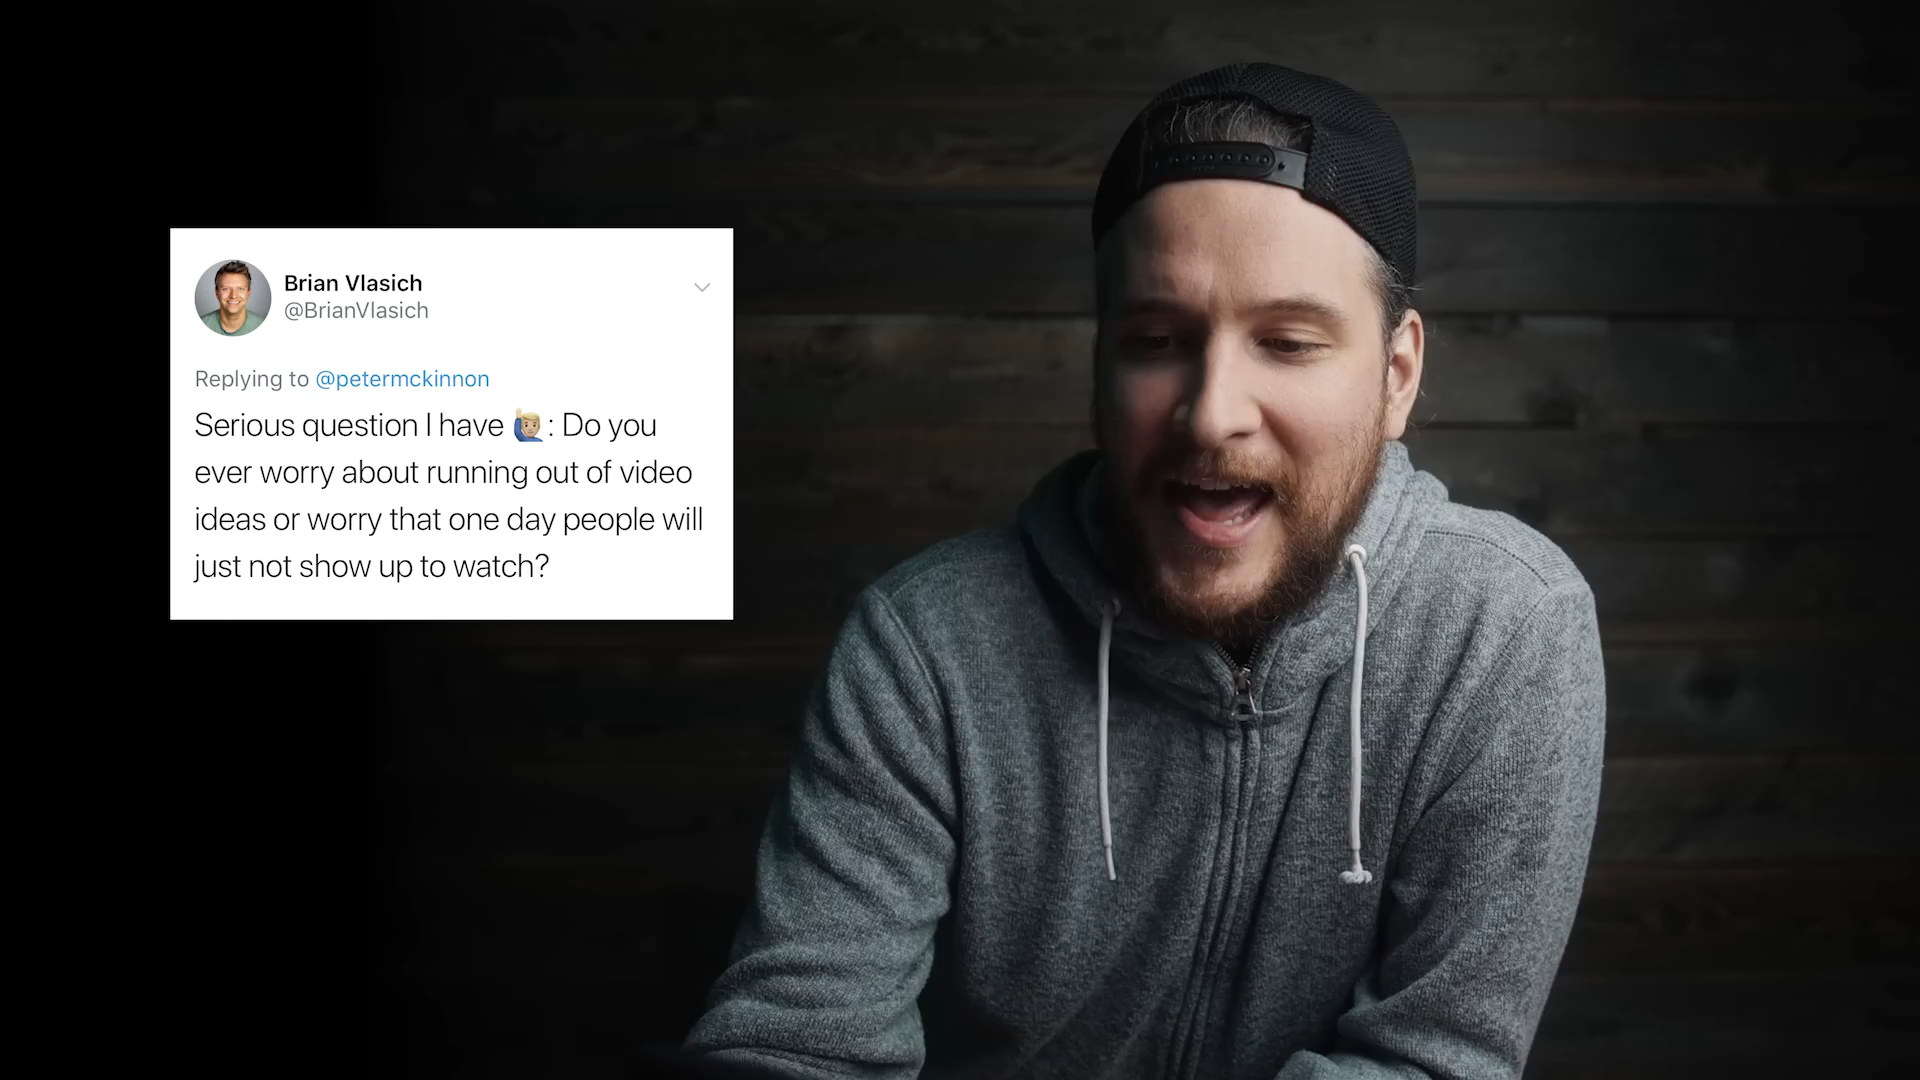 Brian Vlasich
@BrianVlasich
Replying to @petermckinnon
Serious question I have 🙋🏼‍♂️: Do you
ever worry about running out of video
ideas or worry that one day people will
just not show up to watch?